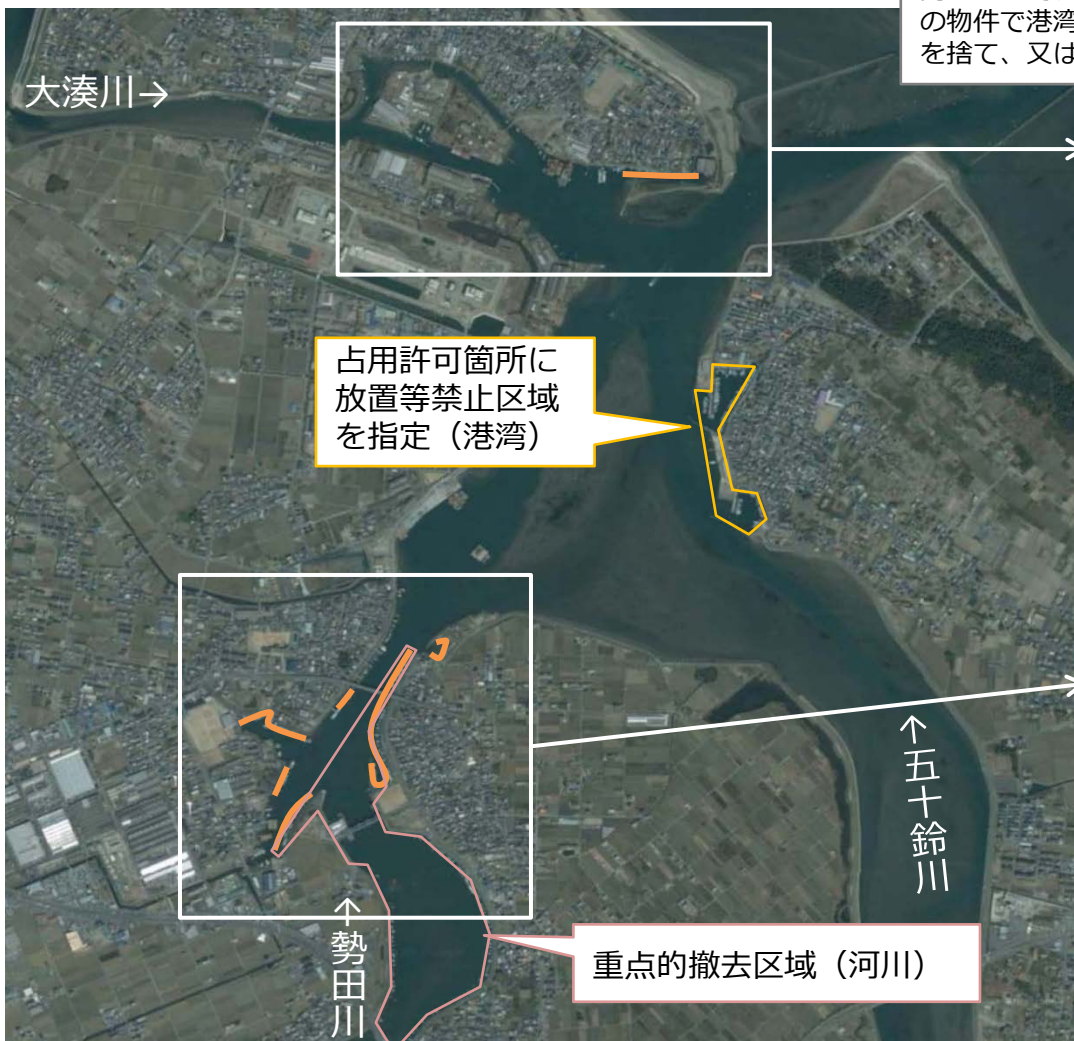 の物件で港湾
を捨て、又は
大湊川→
占用許可箇所に
放置等禁止区域
を指定（港湾）
↑五十鈴川
↑勢田川
重点的撤去区域（河川）